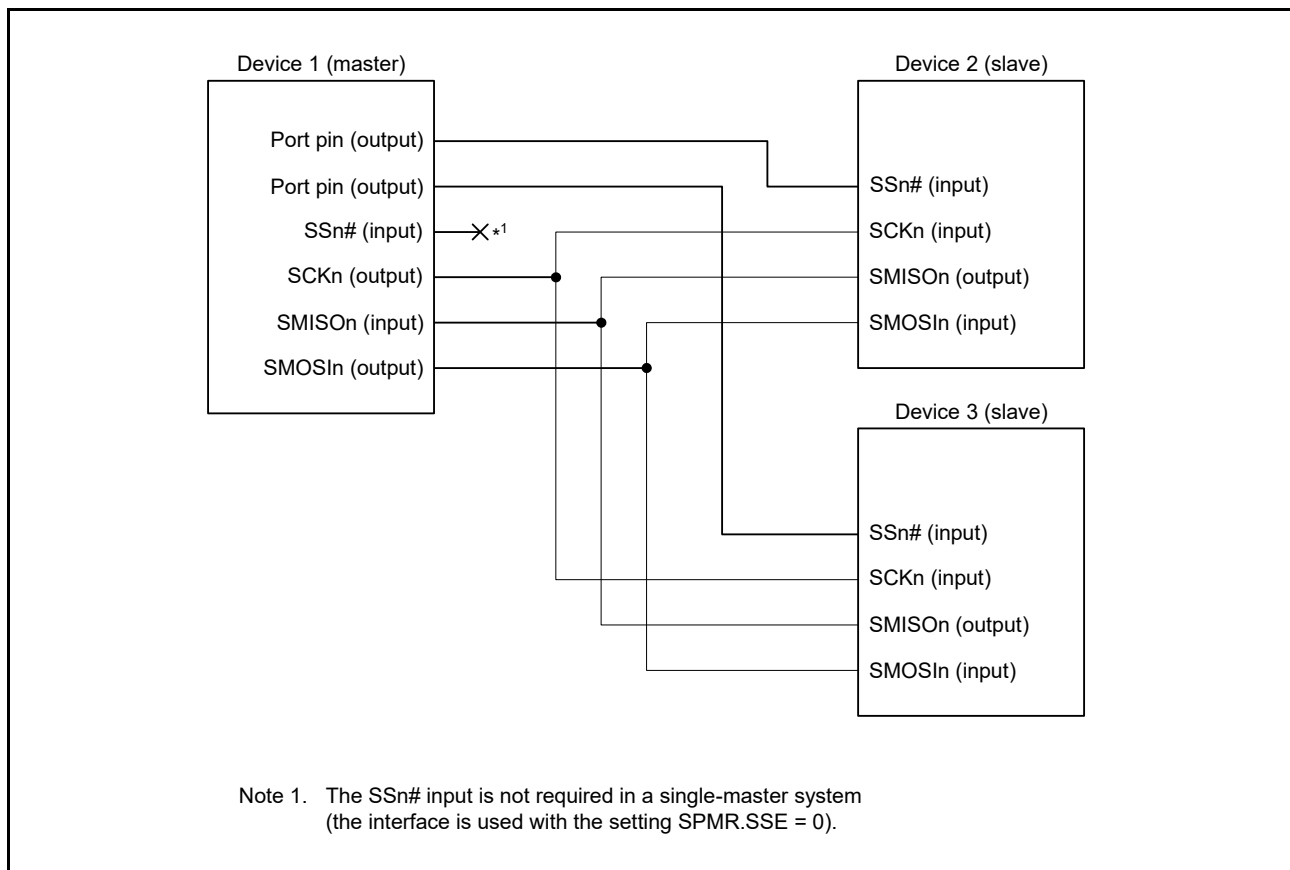 Device 1 (master)
Port pin (output)
Port pin (output)
SSn# (input)
*1
SCKn (output)
SMISOn (input)
SMOSIn (output)
Device 2 (slave)
SSn# (input)
SCKn (input)
SMISOn (output)
SMOSIn (input)
Device 3 (slave)
SSn# (input)
SCKn (input)
SMISOn (output)
SMOSIn (input)
Note 1. The SSn# input is not required in a single-master system
(the interface is used with the setting SPMR.SSE = 0).